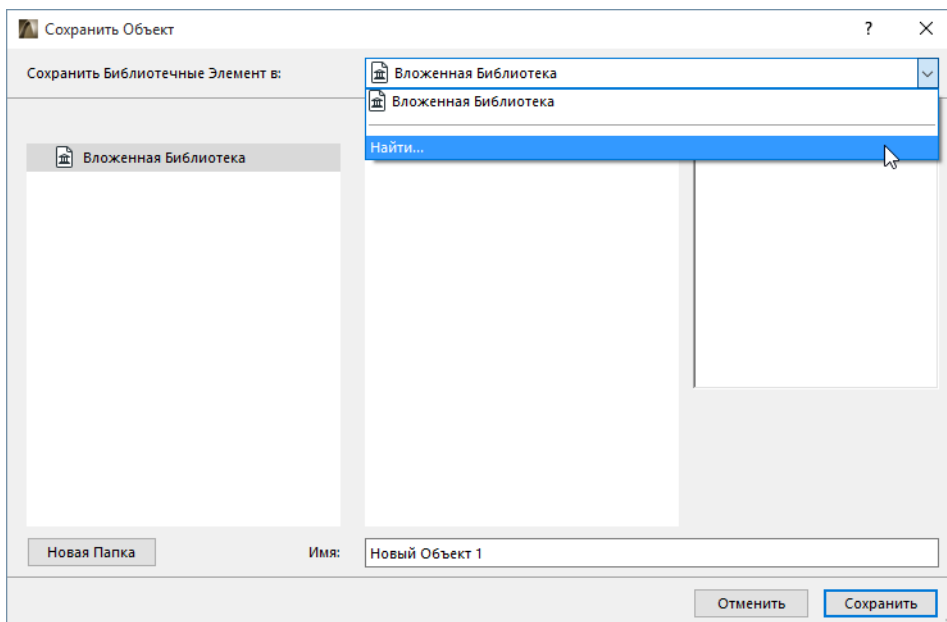 Сохранить Объект
?
Сохранить Библиотечные Элемент в:
Вложенная Библиотека
Вложенная Библиотека
Найти...
Вложенная Библиотека
Новая Папка
Имя:
Новый Объект 1
Отменить
Сохранить